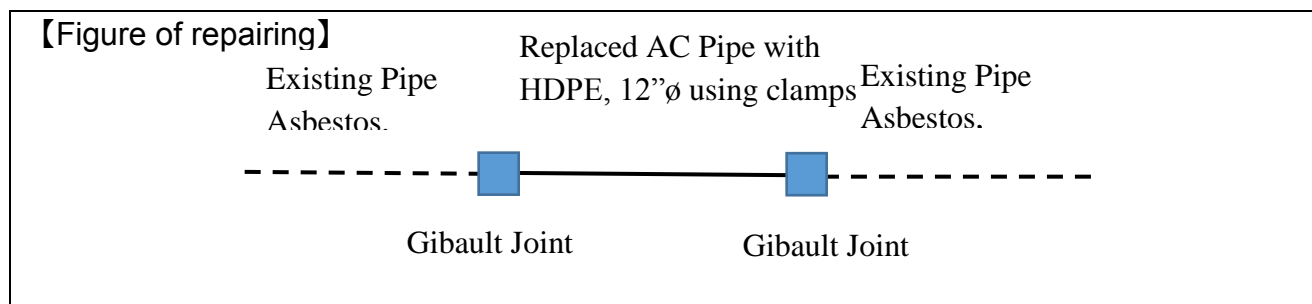 【Figure of repairing】
Replaced AC Pipe with
HDPE, 12”ø using clamps
Existing Pipe
Asbestos.
Existing Pipe
Asbestos.
Gibault Joint
Gibault Joint